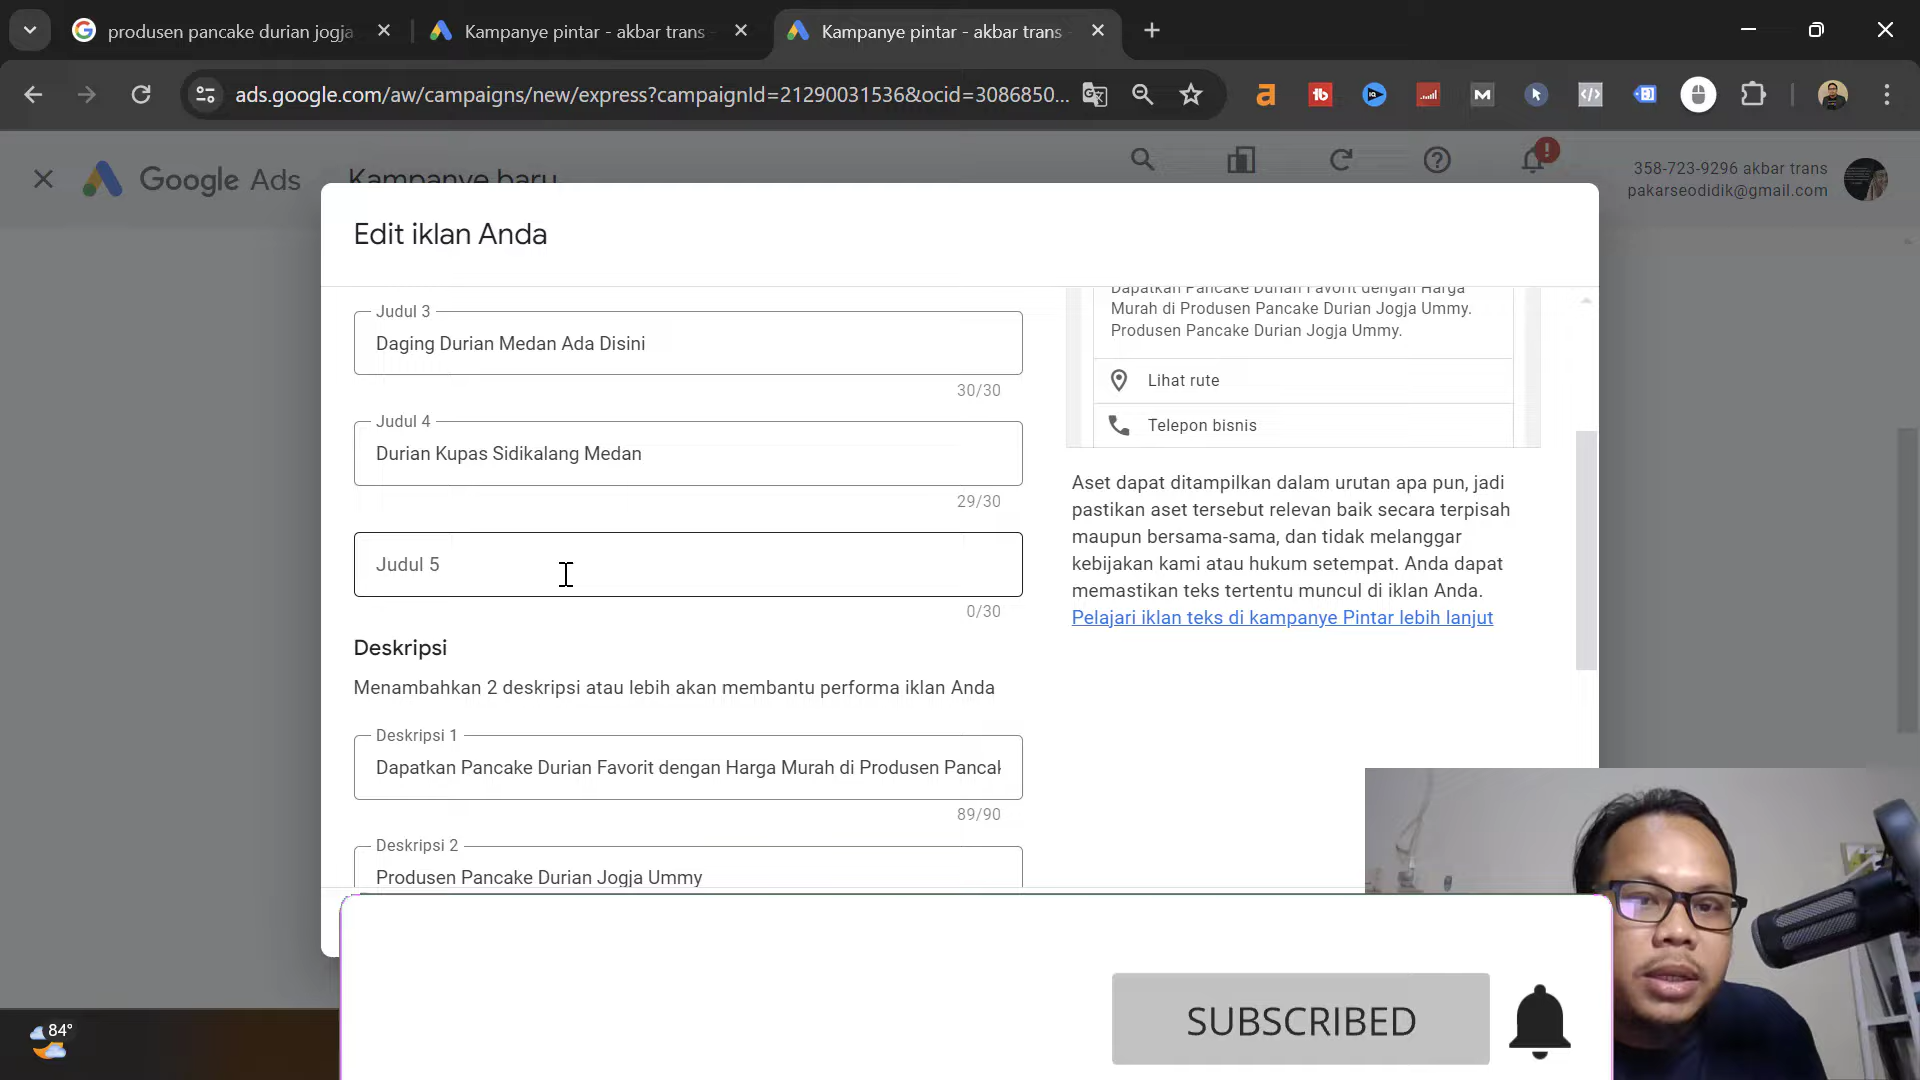 produsen pancake durian jogja
Kampanye pintar - akbar trans -
Kampanye pintar - akbar trans -
ads.google.com/aw/campaigns/new/express?campaignId=21290031536&ocid=3086850...
Google Ads
Kampanye baru
358-723-9296 akbar trans
pakarseodidik@gmail.com
Edit iklan Anda
Judul 3
Daging Durian Medan Ada Disini
30/30
Judul 4
Durian Kupas Sidikalang Medan
29/30
Judul 5
0/30
Deskripsi
Menambahkan 2 deskripsi atau lebih akan membantu performa iklan Anda
Deskripsi 1
Dapatkan Pancake Durian Favorit dengan Harga Murah di Produsen Pancak
89/90
Deskripsi 2
Produsen Pancake Durian Jogja Ummy
Dapatkan Pancake Durian Favorit dengan Harga
Murah di Produsen Pancake Durian Jogja Ummy.
Produsen Pancake Durian Jogja Ummy.
Lihat rute
Telepon bisnis
Aset dapat ditampilkan dalam urutan apa pun, jadi
pastikan aset tersebut relevan baik secara terpisah
maupun bersama-sama, dan tidak melanggar
kebijakan kami atau hukum setempat. Anda dapat
memastikan teks tertentu muncul di iklan Anda.
Pelajari iklan teks di kampanye Pintar lebih lanjut
84°
SUBSCRIBED